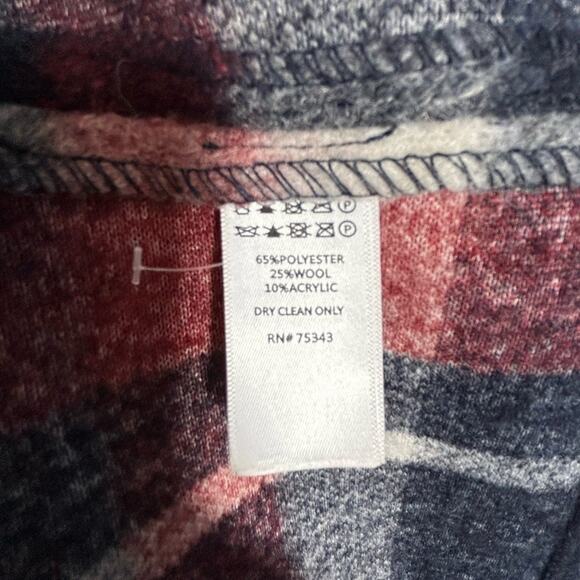 65%POLYESTER
25%WOOL
10%ACRYLIC
DRY CLEAN ONLY
RN# 75343